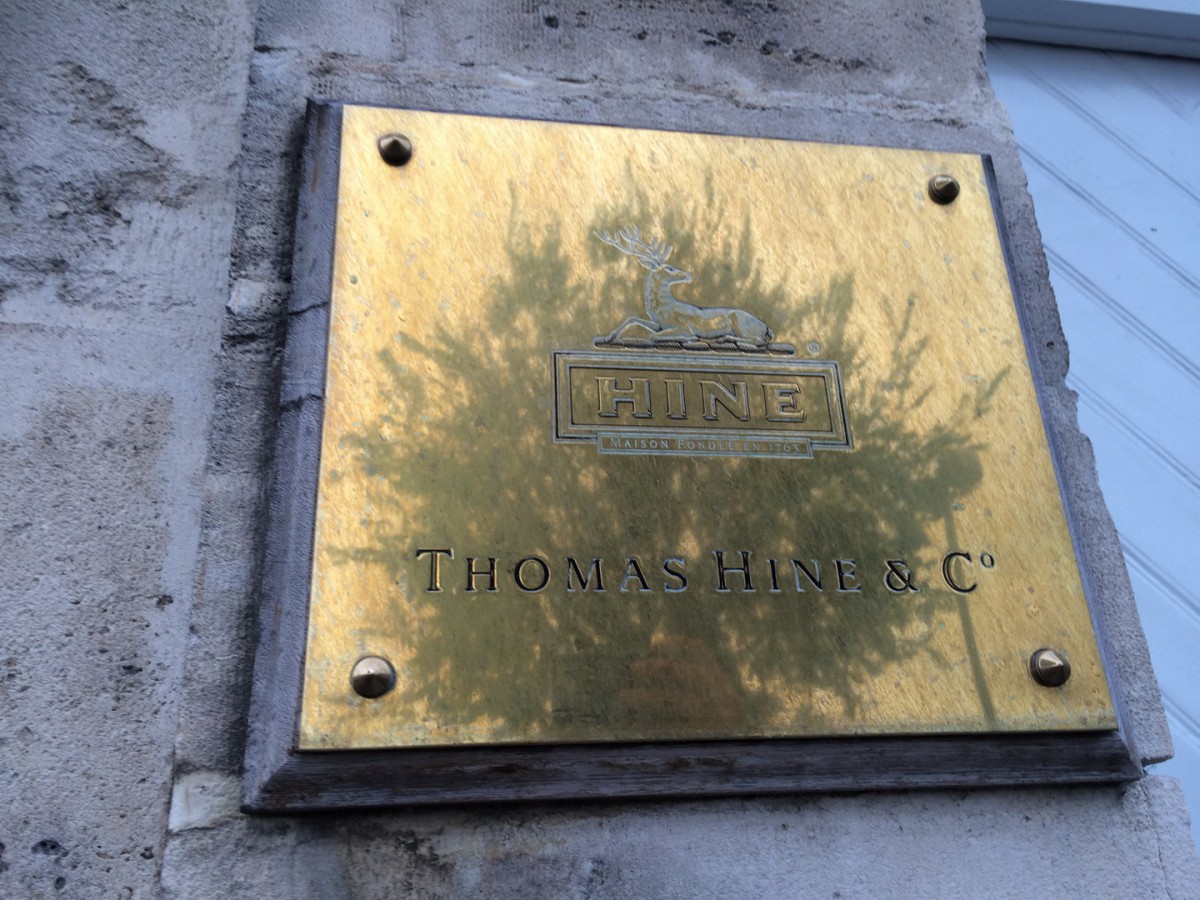 ®
HINE
MAISON FONDÉE EN 1763
THOMAS HINE & Cº